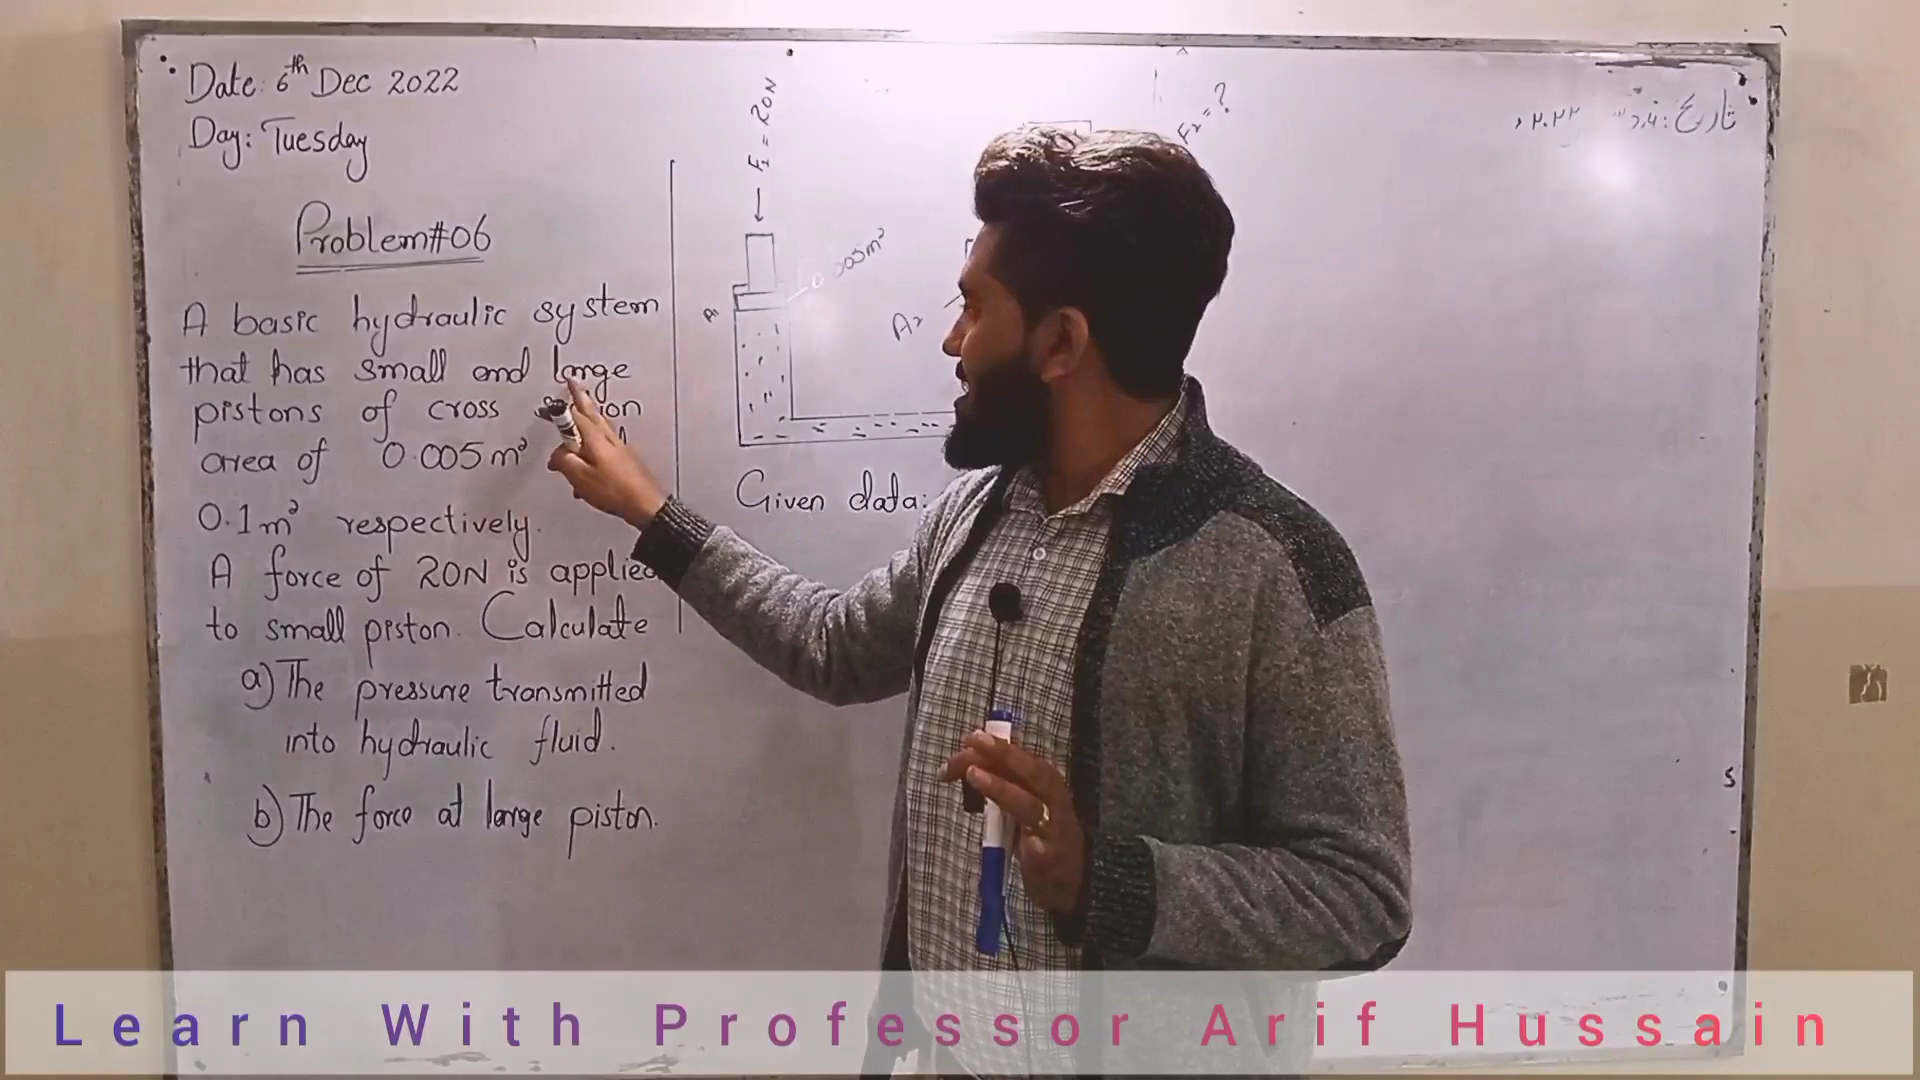 Date: 6th Dec 2022
Day: Tuesday
Problem#06
A basic hydraulic system
that has small and large
pistons of cross
area of 0.005m²
0.1m² respectively.
A force of 20N is applied
to small piston. Calculate
a) The pressure transmitted
into hydraulic fluid.
b) The force at large piston.
F1 = 20N
0.005m²
A1
A2
F2 = ?
Given data:
تاریخ:
۲۰۲۲ء
S
Learn With Professor Arif Hussain